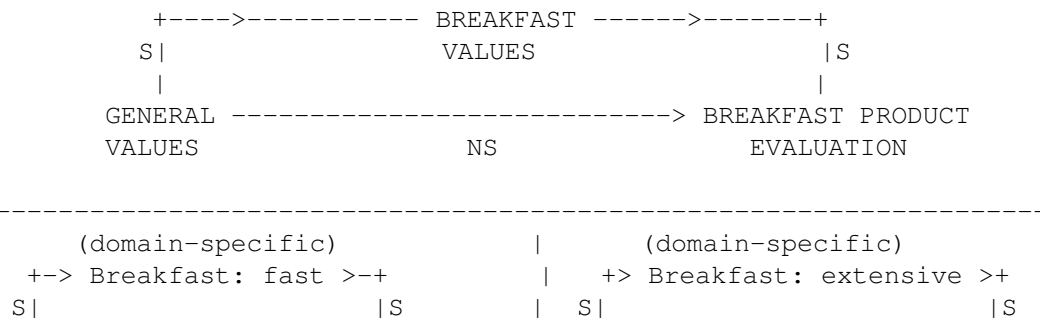 +---->----------- BREAKFAST ------>-------+
S| VALUES |S
| |
GENERAL ----------------------------> BREAKFAST PRODUCT
VALUES NS EVALUATION
-----------------------------------------------------------------------
(domain-specific) | (domain-specific)
+-> Breakfast: fast >-+ | +> Breakfast: extensive >+
S| |S | S| |S